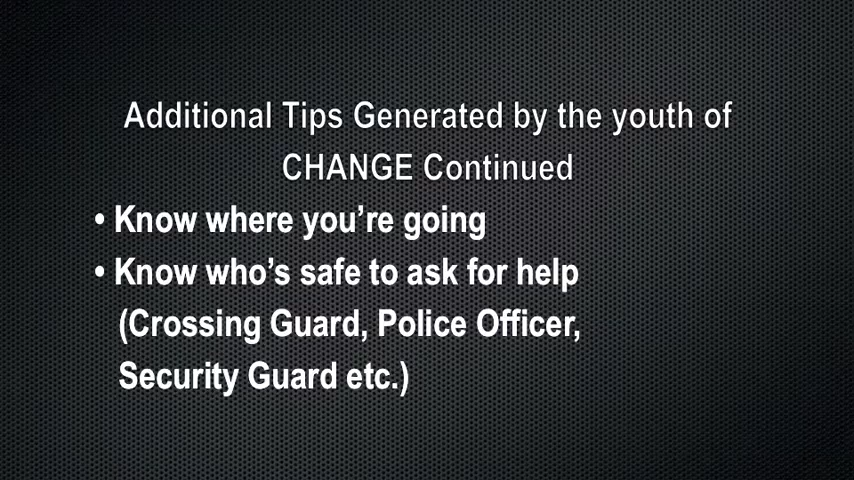 Additional Tips Generated by the youth of
CHANGE Continued
• Know where you’re going
• Know who’s safe to ask for help
(Crossing Guard, Police Officer,
Security Guard etc.)